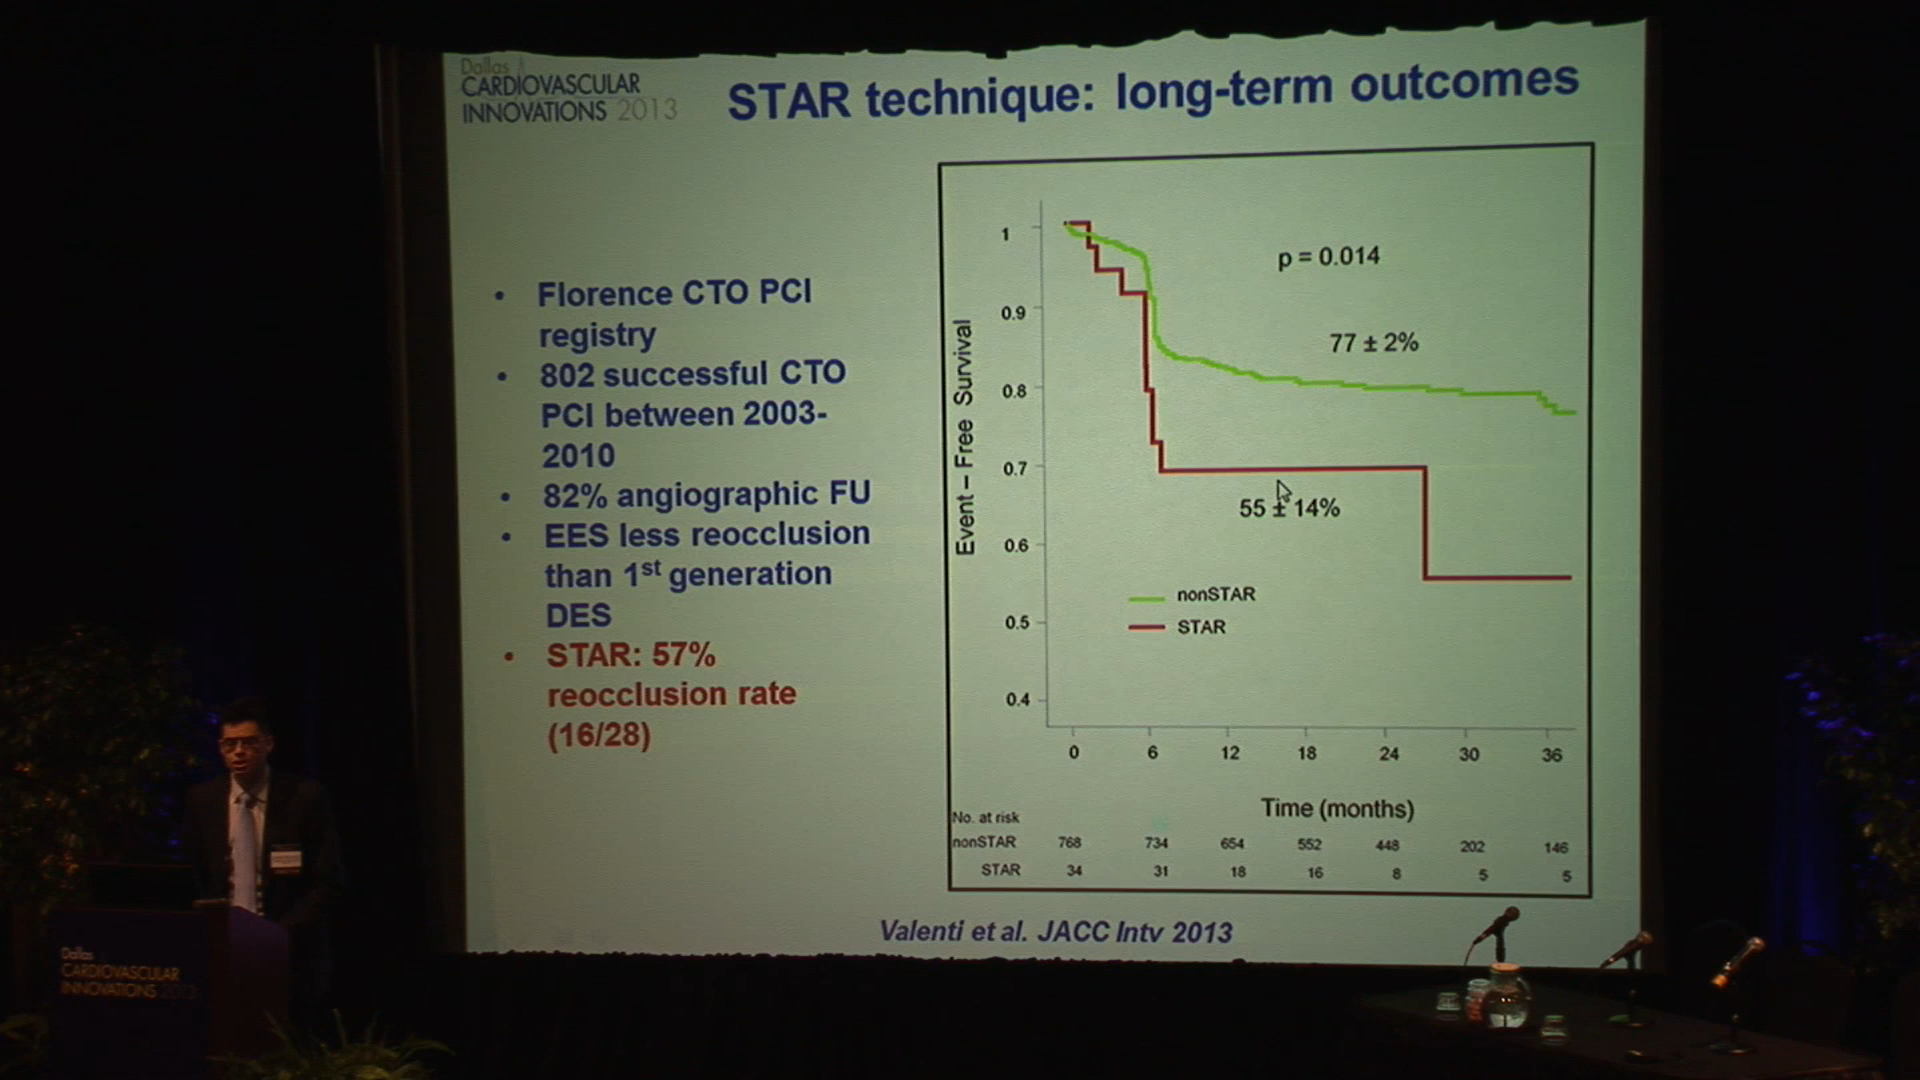 Dallas
CARDIOVASCULAR
INNOVATIONS 2013
STAR technique: long-term outcomes
• Florence CTO PCI
registry
• 802 successful CTO
PCI between 2003-
2010
• 82% angiographic FU
• EES less reocclusion
than 1st generation
DES
• STAR: 57%
reocclusion rate
(16/28)
Event – Free Survival
1
0.9
0.8
0.7
0.6
0.5
0.4
p = 0.014
77 ± 2%
55 ± 14%
nonSTAR
STAR
0 6 12 18 24 30 36
Time (months)
No. at risk
nonSTAR 768 734 654 552 448 202 146
STAR 34 31 18 16 8 5 5
Valenti et al. JACC Intv 2013
Dallas
CARDIOVASCULAR
INNOVATIONS 2013